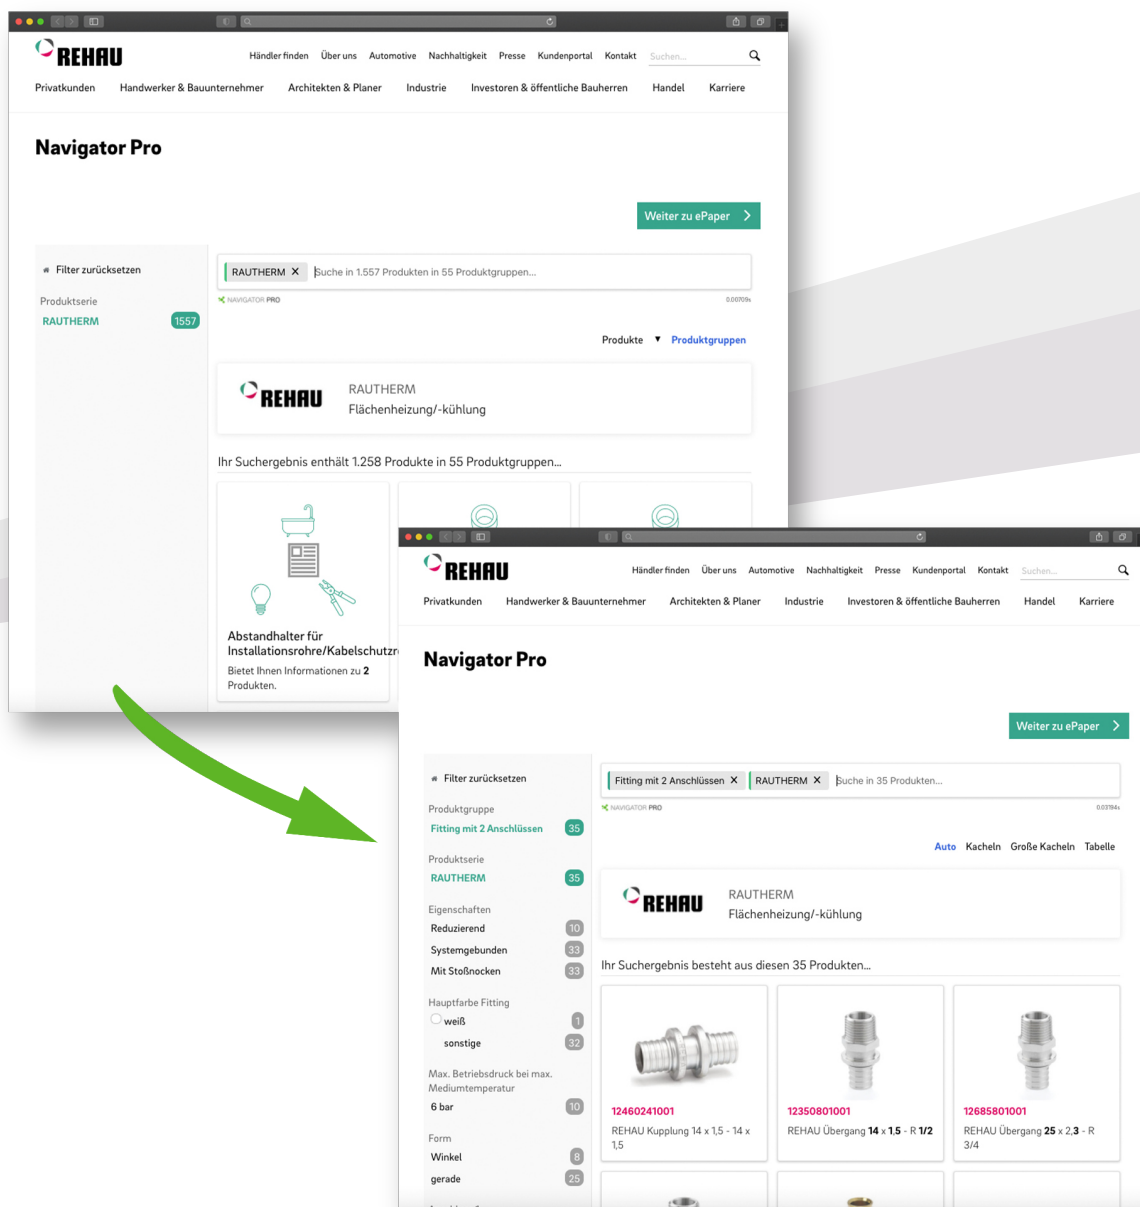 REHAU
Händler finden Über uns Automotive Nachhaltigkeit Presse Kundenportal Kontakt Suchen...
Privatkunden Handwerker & Bauunternehmer Architekten & Planer Industrie Investoren & öffentliche Bauherren Handel Karriere
Navigator Pro
Weiter zu ePaper
Filter zurücksetzen
Produktserie
RAUTHERM 1557
RAUTHERM ✕ Suche in 1.557 Produkten in 55 Produktgruppen...
NAVIGATOR PRO 0.00709s
Produkte ▼ Produktgruppen
REHAU
RAUTHERM
Flächenheizung/-kühlung
Ihr Suchergebnis enthält 1.258 Produkte in 55 Produktgruppen...
Abstandhalter für
Installationsrohre/Kabelschutzr
Bietet Ihnen Informationen zu 2
Produkten.
REHAU
Händler finden Über uns Automotive Nachhaltigkeit Presse Kundenportal Kontakt Suchen...
Privatkunden Handwerker & Bauunternehmer Architekten & Planer Industrie Investoren & öffentliche Bauherren Handel Karriere
Navigator Pro
Weiter zu ePaper
Filter zurücksetzen
Produktgruppe
Fitting mit 2 Anschlüssen 35
Produktserie
RAUTHERM 35
Eigenschaften
Reduzierend 10
Systemgebunden 33
Mit Stoßnocken 33
Hauptfarbe Fitting
weiß 1
sonstige 32
Max. Betriebsdruck bei max.
Mediumtemperatur
6 bar 10
Form
Winkel 8
gerade 25
Fitting mit 2 Anschlüssen ✕ RAUTHERM ✕ Suche in 35 Produkten...
NAVIGATOR PRO 0.03194s
Auto Kacheln Große Kacheln Tabelle
REHAU
RAUTHERM
Flächenheizung/-kühlung
Ihr Suchergebnis besteht aus diesen 35 Produkten...
12460241001
REHAU Kupplung 14 x 1,5 - 14 x
1,5
12350801001
REHAU Übergang 14 x 1,5 - R 1/2
12685801001
REHAU Übergang 25 x 2,3 - R
3/4